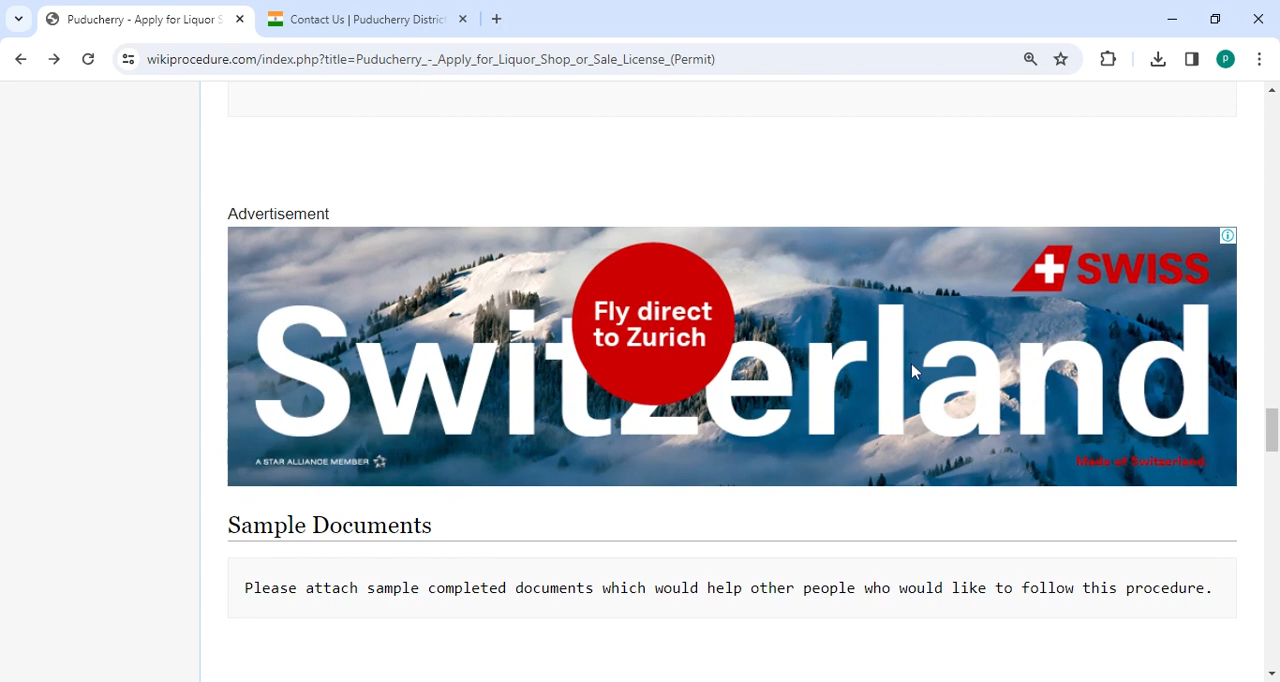 Puducherry - Apply for Liquor S
Contact Us | Puducherry District
wikiprocedure.com/index.php?title=Puducherry_-_Apply_for_Liquor_Shop_or_Sale_License_(Permit)
P
Advertisement
SWISS
Fly direct
to Zurich
Switzerland
A STAR ALLIANCE MEMBER
Made of Switzerland.
Sample Documents
Please attach sample completed documents which would help other people who would like to follow this procedure.